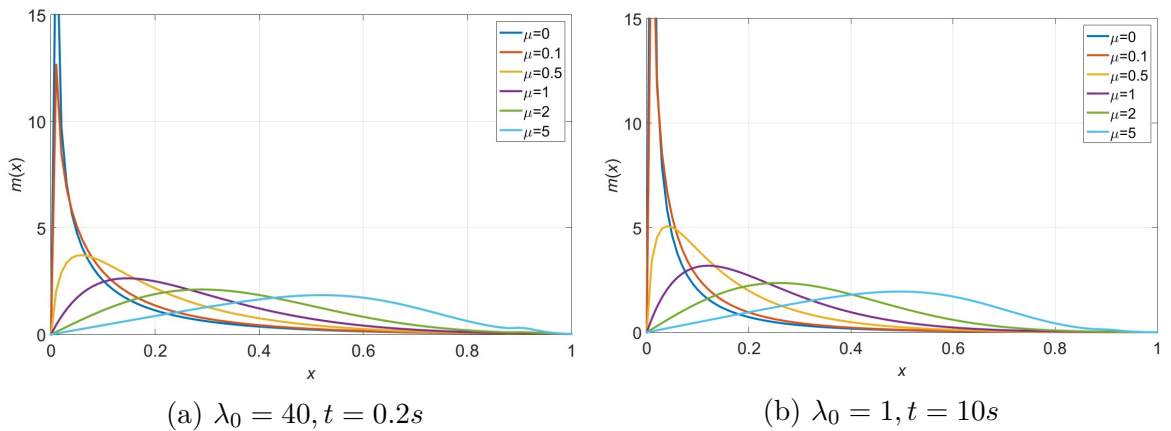 15
10
5
0
m(x)
0
0.2
0.4
0.6
0.8
1
x
μ=0
μ=0.1
μ=0.5
μ=1
μ=2
μ=5
(a) λ₀ = 40, t = 0.2s
15
10
5
0
m(x)
0
0.2
0.4
0.6
0.8
1
x
μ=0
μ=0.1
μ=0.5
μ=1
μ=2
μ=5
(b) λ₀ = 1, t = 10s